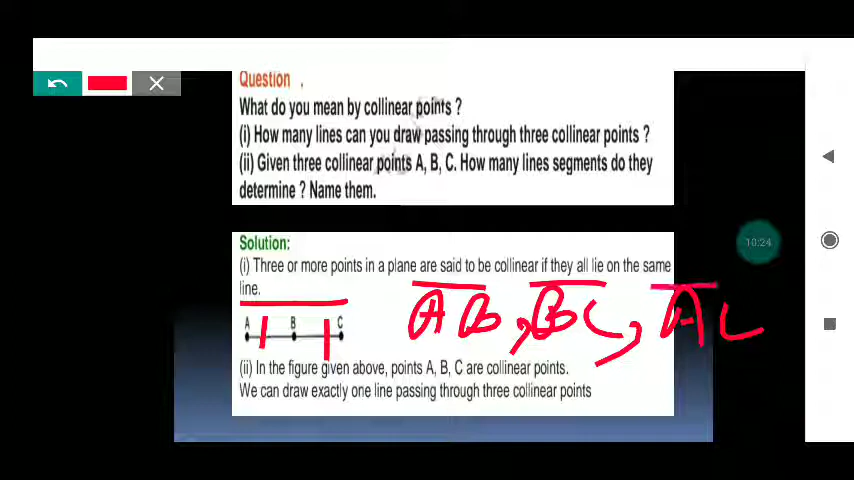 Question .
What do you mean by collinear points ?
(i) How many lines can you draw passing through three collinear points ?
(ii) Given three collinear points A, B, C. How many lines segments do they
determine ? Name them.
10:24
Solution:
(i) Three or more points in a plane are said to be collinear if they all lie on the same
line.
AB, BC, AC
A B C
(ii) In the figure given above, points A, B, C are collinear points.
We can draw exactly one line passing through three collinear points